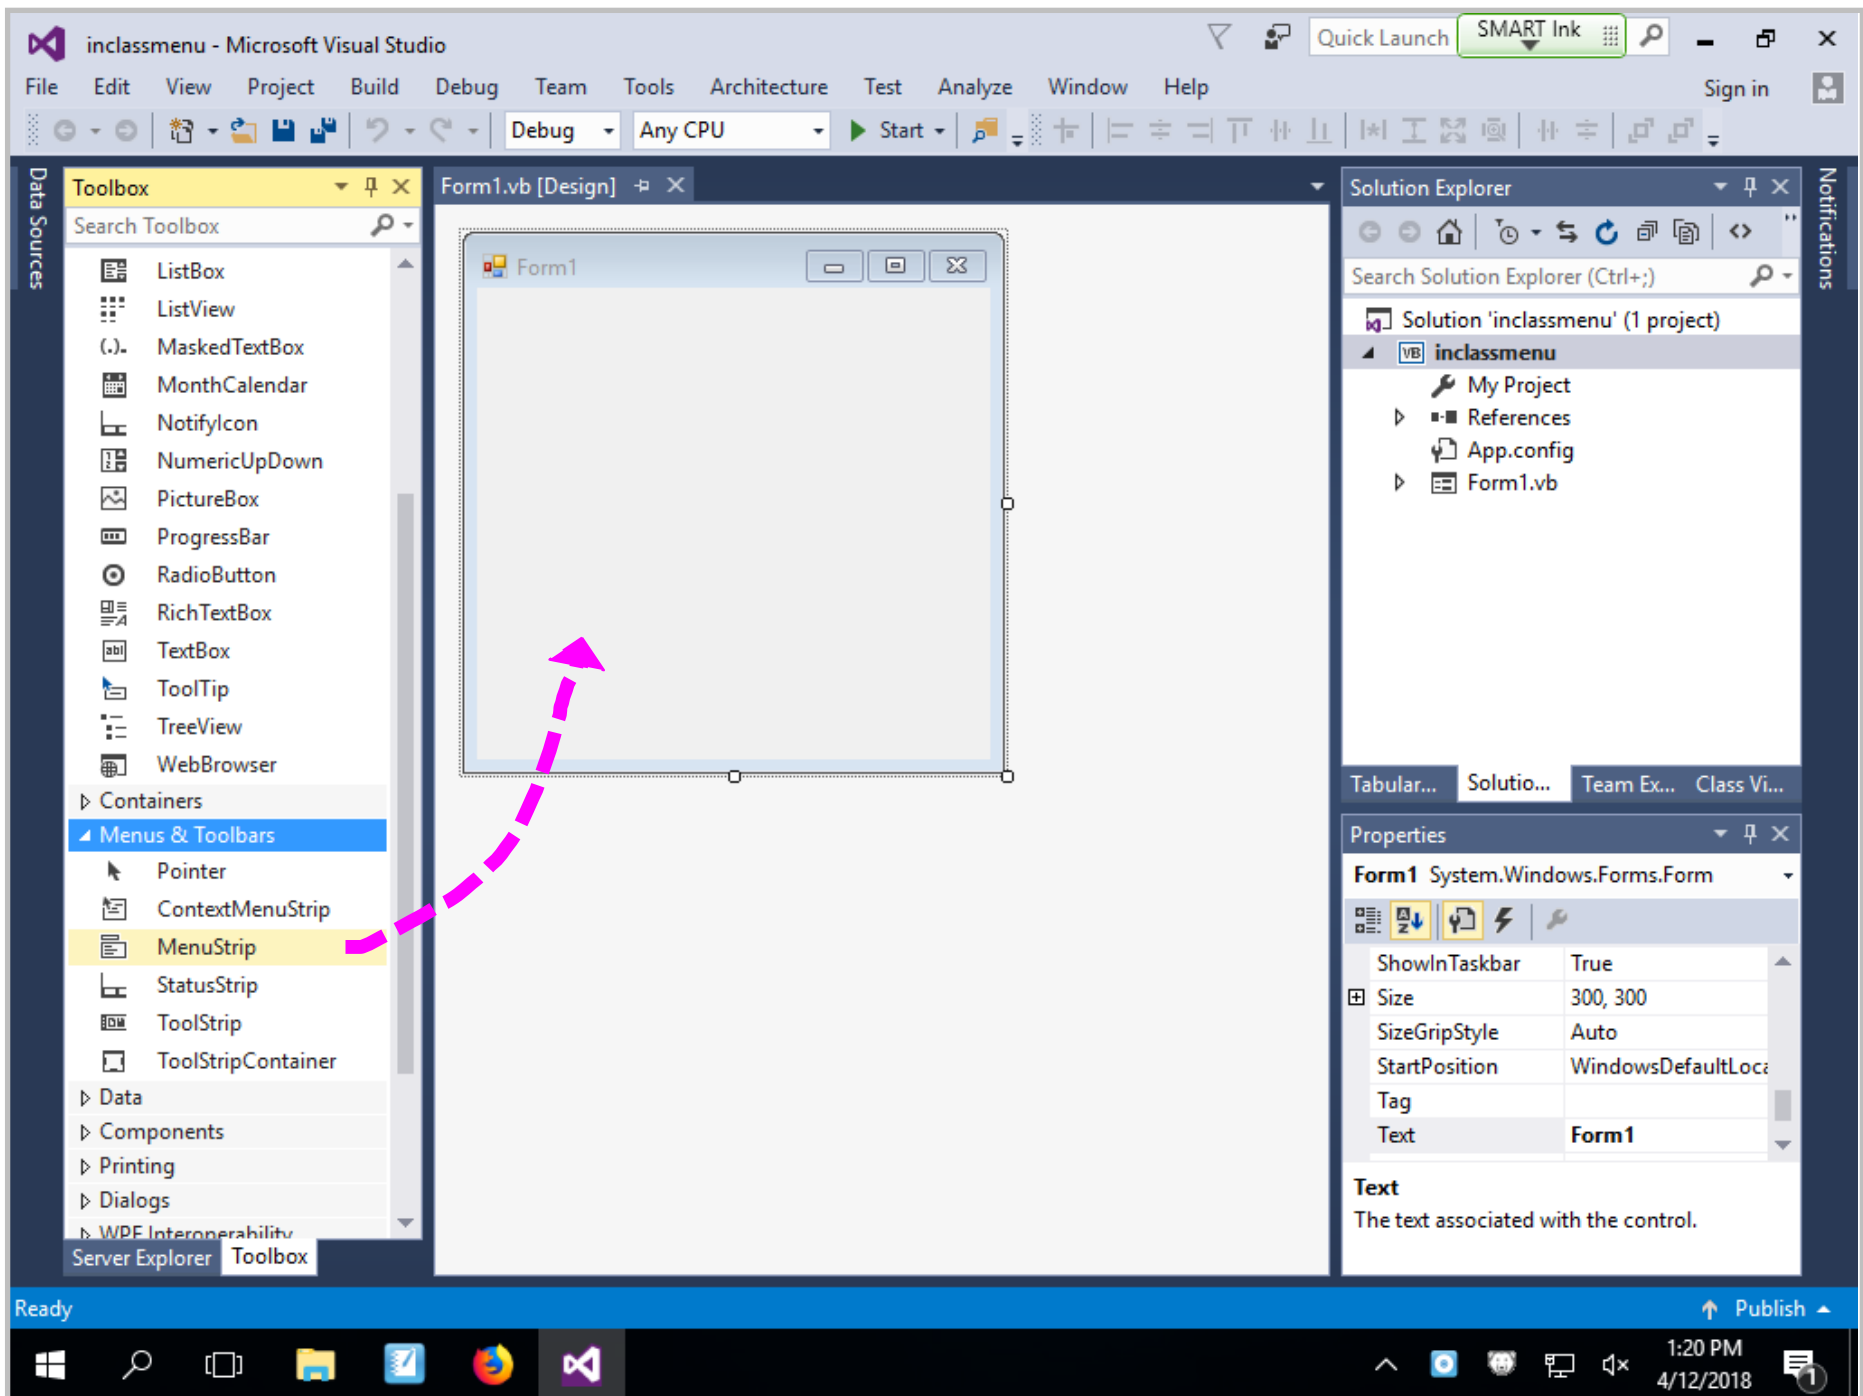 inclassmenu - Microsoft Visual Studio
Quick Launch
SMART Ink
File Edit View Project Build Debug Team Tools Architecture Test Analyze Window Help
Sign in
Debug Any CPU Start
Data Sources
Toolbox
Search Toolbox
ListBox
ListView
MaskedTextBox
MonthCalendar
NotifyIcon
NumericUpDown
PictureBox
ProgressBar
RadioButton
RichTextBox
TextBox
ToolTip
TreeView
WebBrowser
Containers
Menus & Toolbars
Pointer
ContextMenuStrip
MenuStrip
StatusStrip
ToolStrip
ToolStripContainer
Data
Components
Printing
Dialogs
WPF Interoperability
Server Explorer Toolbox
Form1.vb [Design]
Form1
Solution Explorer
Search Solution Explorer (Ctrl+;)
Solution 'inclassmenu' (1 project)
VB inclassmenu
My Project
References
App.config
Form1.vb
Tabular... Solutio... Team Ex... Class Vi...
Properties
Form1 System.Windows.Forms.Form
ShowInTaskbar True
Size 300, 300
SizeGripStyle Auto
StartPosition WindowsDefaultLoca
Tag
Text Form1
Text
The text associated with the control.
Notifications
Ready
Publish
1:20 PM
4/12/2018
1